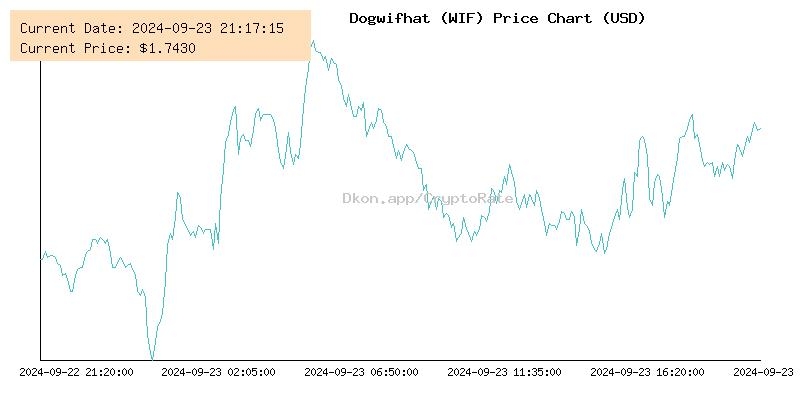 Dogwifhat (WIF) Price Chart (USD)
Current Date: 2024-09-23 21:17:15
Current Price: $1.7430
Dkon.app/CryptoRate
2024-09-22 21:20:00 2024-09-23 02:05:00 2024-09-23 06:50:00 2024-09-23 11:35:00 2024-09-23 16:20:00 2024-09-23